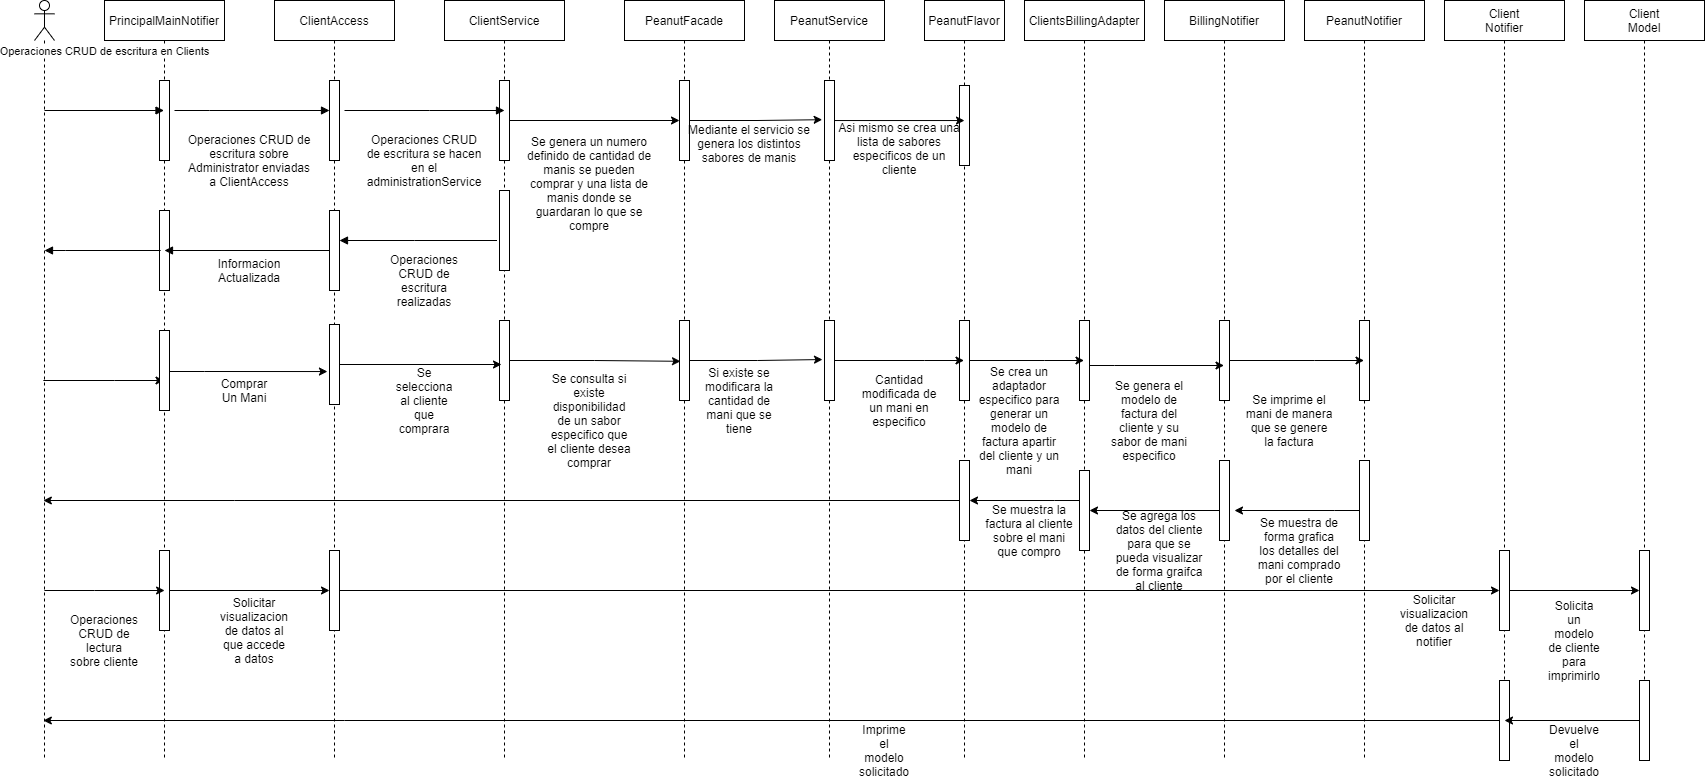 PrincipalMainNotifier
ClientAccess
ClientService
PeanutFacade
PeanutService
PeanutFlavor
ClientsBillingAdapter
BillingNotifier
PeanutNotifier
Client
Notifier
Client
Model
Operaciones CRUD de escritura en Clients
Operaciones CRUD de
escritura sobre
Administrator enviadas
a ClientAccess
Operaciones CRUD
de escritura se hacen
en el
administrationService
Se genera un numero
definido de cantidad de
manis se pueden
comprar y una lista de
manis donde se
guardaran lo que se
compre
Mediante el servicio se
genera los distintos
sabores de manis
Asi mismo se crea una
lista de sabores
especificos de un
cliente
Informacion
Actualizada
Operaciones
CRUD de
escritura
realizadas
Comprar
Un Mani
Se
selecciona
al cliente
que
comprara
Se consulta si
existe
disponibilidad
de un sabor
especifico que
el cliente desea
comprar
Si existe se
modificara la
cantidad de
mani que se
tiene
Cantidad
modificada de
un mani en
especifico
Se crea un
adaptador
especifico para
generar un
modelo de
factura apartir
del cliente y un
mani
Se genera el
modelo de
factura del
cliente y su
sabor de mani
especifico
Se imprime el
mani de manera
que se genere
la factura
Se muestra la
factura al cliente
sobre el mani
que compro
Se agrega los
datos del cliente
para que se
pueda visualizar
de forma graifca
al cliente
Se muestra de
forma grafica
los detalles del
mani comprado
por el cliente
Operaciones
CRUD de
lectura
sobre cliente
Solicitar
visualizacion
de datos al
que accede
a datos
Solicitar
visualizacion
de datos al
notifier
Solicita
un
modelo
de cliente
para
imprimirlo
Imprime
el
modelo
solicitado
Devuelve
el
modelo
solicitado